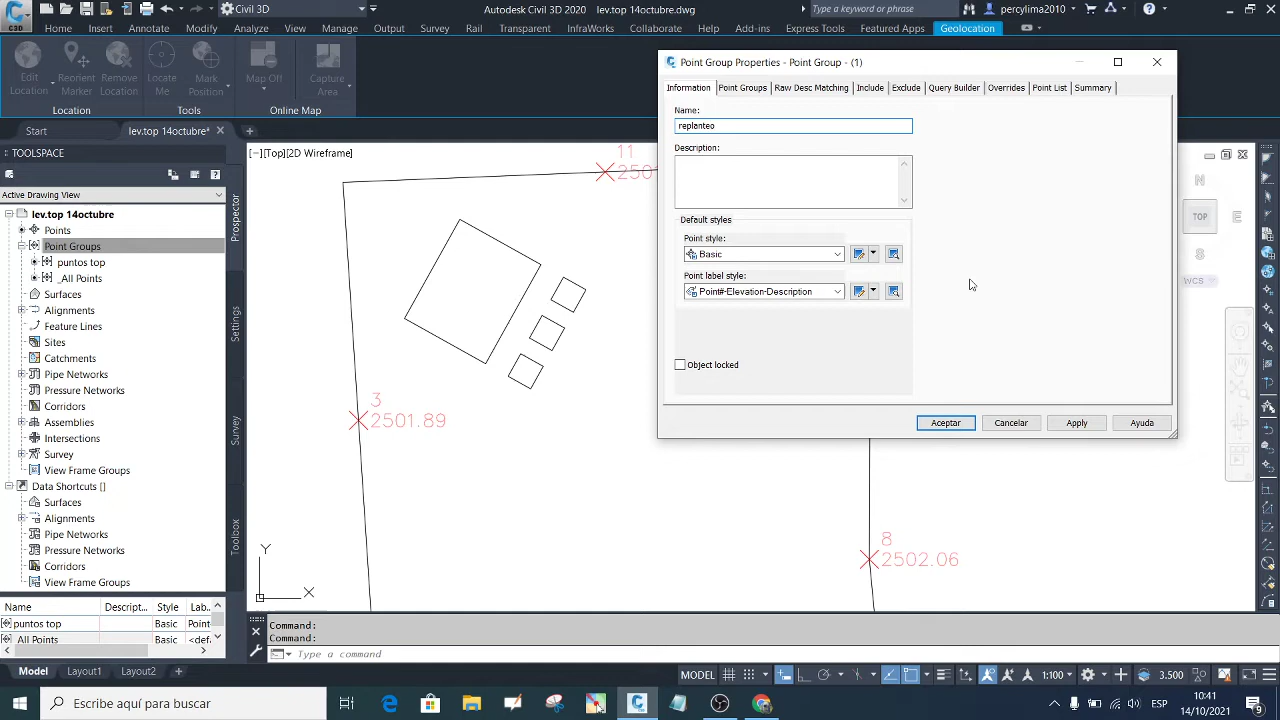 Civil 3D
Autodesk Civil 3D 2020 lev.top 14octubre.dwg
Type a keyword or phrase
percylima2010
Home Insert Annotate Modify Analyze View Manage Output Survey Rail Transparent InfraWorks Collaborate Help Add-ins Express Tools Featured Apps Geolocation
Edit Location
Reorient Marker
Remove Location
Locate Me
Mark Position
Map Off
Capture Area
Location Tools Online Map
Start lev.top 14octubre*
TOOLSPACE
[−][Top][2D Wireframe]
Active Drawing View
lev.top 14octubre
Points
Point Groups
puntos top
_All Points
Surfaces
Alignments
Feature Lines
Sites
Catchments
Pipe Networks
Pressure Networks
Corridors
Assemblies
Intersections
Survey
View Frame Groups
Data Shortcuts []
Surfaces
Alignments
Pipe Networks
Pressure Networks
Corridors
View Frame Groups
Prospector
Settings
Survey
Toolbox
Name Descript... Style Lab...
puntos top Basic Point
_All Points Basic <def
Point Group Properties - Point Group - (1)
Information Point Groups Raw Desc Matching Include Exclude Query Builder Overrides Point List Summary
Name:
replanteo
Description:
Default styles
Point style:
Basic
Point label style:
Point#-Elevation-Description
Object locked
Aceptar Cancelar Apply Ayuda
11
250
3
2501.89
8
2502.06
N
TOP E
S
WCS
Y
X
Command:
Command:
Type a command
Model Layout1 Layout2 +
MODEL 1:100 3.500
Escribe aquí para buscar
ESP
10:41
14/10/2021